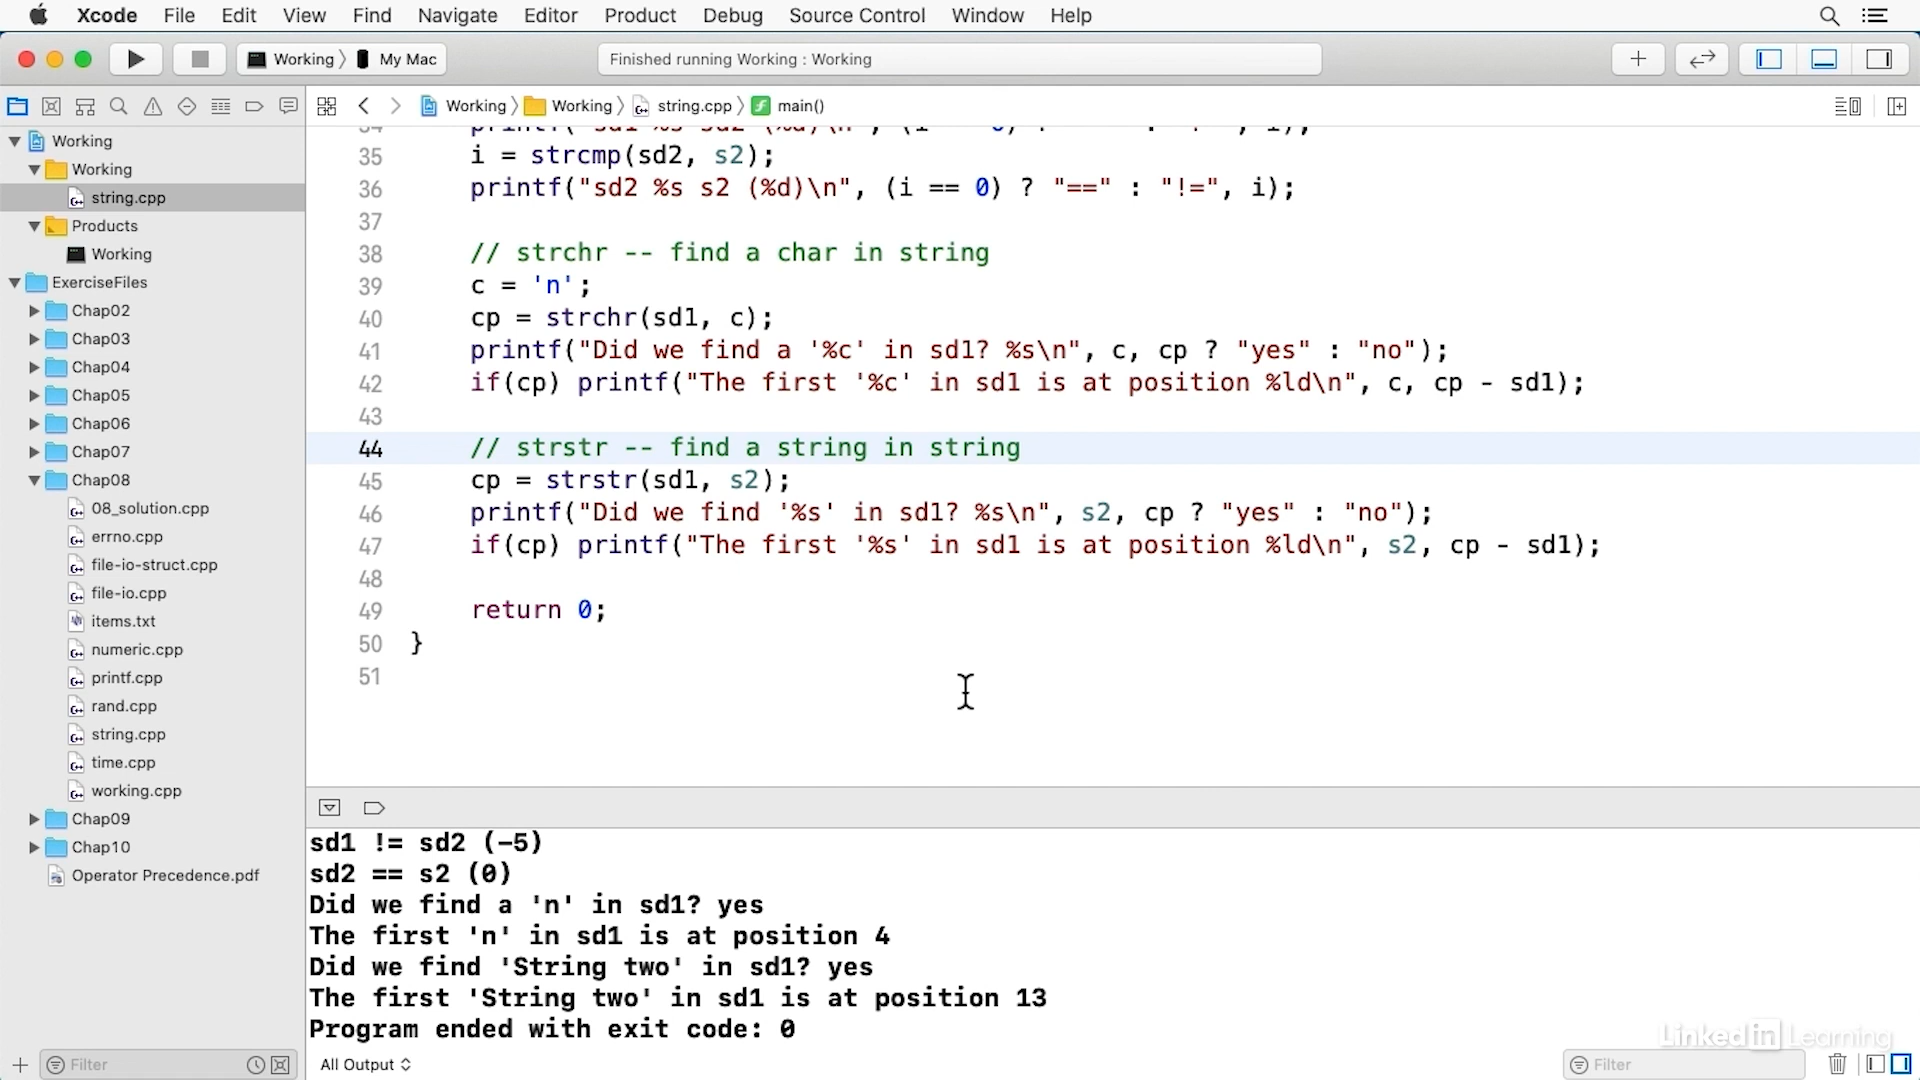 Xcode File Edit View Find Navigate Editor Product Debug Source Control Window Help
Working My Mac Finished running Working : Working
Working Working string.cpp main()
Working
Working
string.cpp
Products
Working
ExerciseFiles
Chap02
Chap03
Chap04
Chap05
Chap06
Chap07
Chap08
08_solution.cpp
errno.cpp
file-io-struct.cpp
file-io.cpp
items.txt
numeric.cpp
printf.cpp
rand.cpp
string.cpp
time.cpp
working.cpp
Chap09
Chap10
Operator Precedence.pdf
Filter
35 i = strcmp(sd2, s2);
36 printf("sd2 %s s2 (%d)\n", (i == 0) ? "==" : "!=", i);
37
38 // strchr -- find a char in string
39 c = 'n';
40 cp = strchr(sd1, c);
41 printf("Did we find a '%c' in sd1? %s\n", c, cp ? "yes" : "no");
42 if(cp) printf("The first '%c' in sd1 is at position %ld\n", c, cp - sd1);
43
44 // strstr -- find a string in string
45 cp = strstr(sd1, s2);
46 printf("Did we find '%s' in sd1? %s\n", s2, cp ? "yes" : "no");
47 if(cp) printf("The first '%s' in sd1 is at position %ld\n", s2, cp - sd1);
48
49 return 0;
50 }
51
sd1 != sd2 (-5)
sd2 == s2 (0)
Did we find a 'n' in sd1? yes
The first 'n' in sd1 is at position 4
Did we find 'String two' in sd1? yes
The first 'String two' in sd1 is at position 13
Program ended with exit code: 0
All Output
Filter
LinkedIn Learning